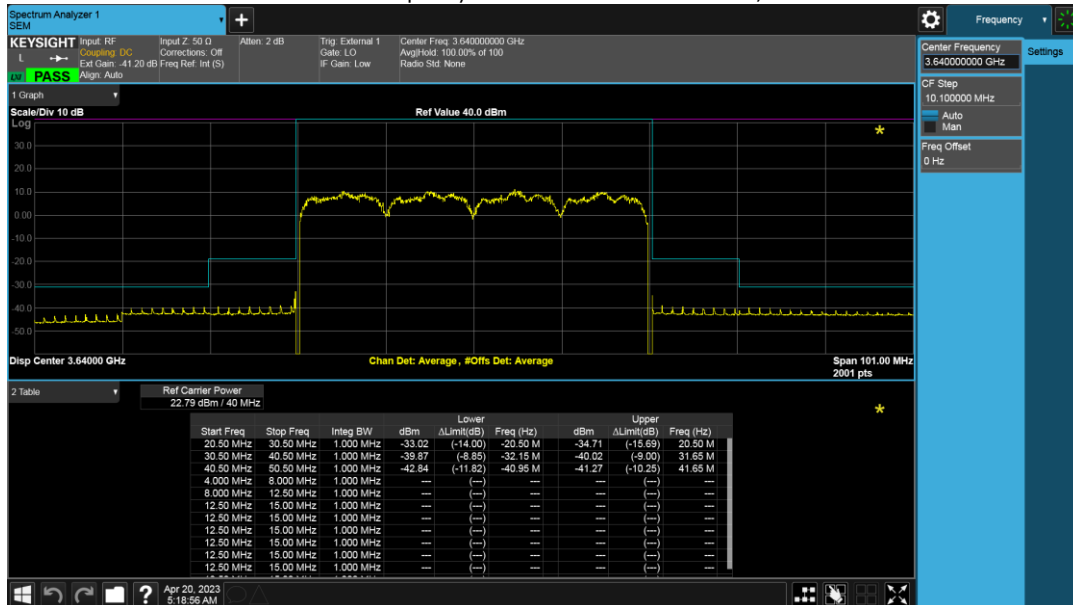 Spectrum Analyzer 1
SEM
+
Frequency
KEYSIGHT
L
PASS
Input: RF
Coupling: DC
Ext Gain: -41.20 dB
Align: Auto
Input Z: 50 Ω
Corrections: Off
Freq Ref: Int (S)
Atten: 2 dB
Trig: External 1
Gate: LO
IF Gain: Low
Center Freq: 3.640000000 GHz
Avg|Hold: 100.00% of 100
Radio Std: None
Center Frequency
3.640000000 GHz
Settings
CF Step
10.100000 MHz
Auto
Man
Freq Offset
0 Hz
1 Graph
Scale/Div 10 dB
Ref Value 40.0 dBm
Log
30.0
20.0
10.0
0.00
-10.0
-20.0
-30.0
-40.0
-50.0
Disp Center 3.64000 GHz
Chan Det: Average, #Offs Det: Average
Span 101.00 MHz
2001 pts
2 Table
Ref Carrier Power
22.79 dBm / 40 MHz
Lower Upper
Start Freq Stop Freq Integ BW dBm ΔLimit(dB) Freq (Hz) dBm ΔLimit(dB) Freq (Hz)
20.50 MHz 30.50 MHz 1.000 MHz -33.02 (-14.00) -20.50 M -34.71 (-15.69) 20.50 M
30.50 MHz 40.50 MHz 1.000 MHz -39.87 (-8.85) -32.15 M -40.02 (-9.00) 31.65 M
40.50 MHz 50.50 MHz 1.000 MHz -42.84 (-11.82) -40.95 M -41.27 (-10.25) 41.65 M
4.000 MHz 8.000 MHz 1.000 MHz --- (---) --- --- (---) ---
8.000 MHz 12.50 MHz 1.000 MHz --- (---) --- --- (---) ---
12.50 MHz 15.00 MHz 1.000 MHz --- (---) --- --- (---) ---
12.50 MHz 15.00 MHz 1.000 MHz --- (---) --- --- (---) ---
12.50 MHz 15.00 MHz 1.000 MHz --- (---) --- --- (---) ---
12.50 MHz 15.00 MHz 1.000 MHz --- (---) --- --- (---) ---
12.50 MHz 15.00 MHz 1.000 MHz --- (---) --- --- (---) ---
?
Apr 20, 2023
5:18:56 AM